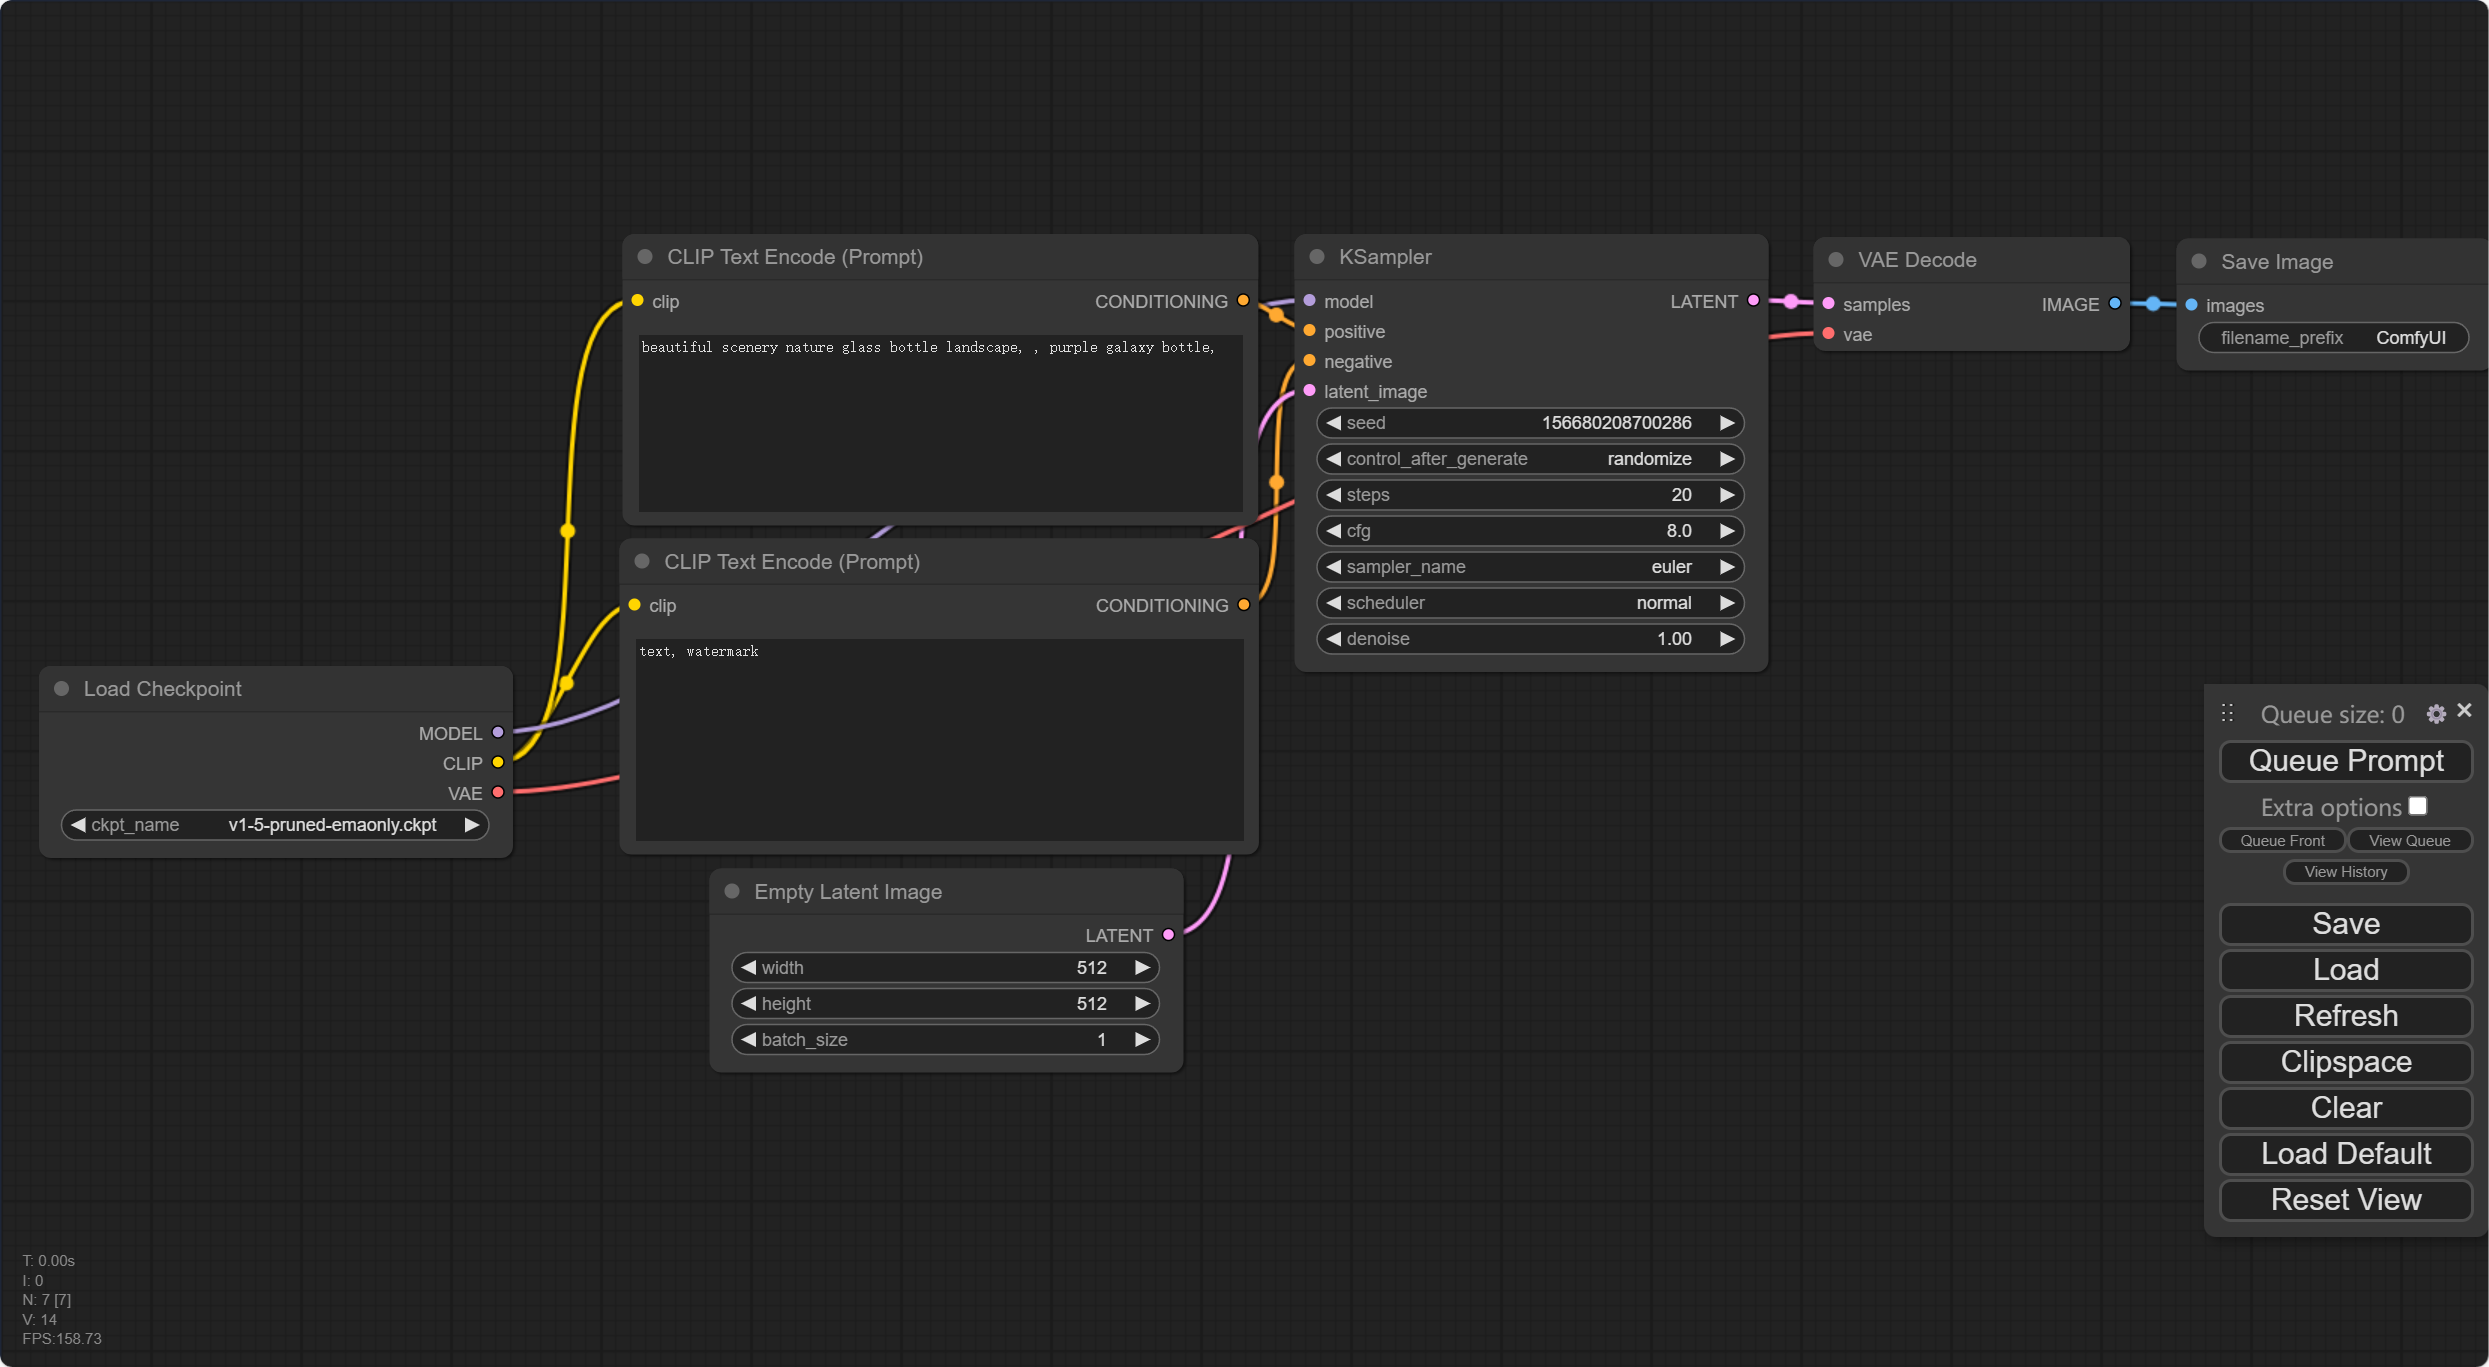 CLIP Text Encode (Prompt)
clip CONDITIONING
beautiful scenery nature glass bottle landscape, , purple galaxy bottle,
CLIP Text Encode (Prompt)
clip CONDITIONING
text, watermark
Load Checkpoint
MODEL
CLIP
VAE
ckpt_name v1-5-pruned-emaonly.ckpt
Empty Latent Image
LATENT
width 512
height 512
batch_size 1
KSampler
model LATENT
positive
negative
latent_image
seed 156680208700286
control_after_generate randomize
steps 20
cfg 8.0
sampler_name euler
scheduler normal
denoise 1.00
VAE Decode
samples IMAGE
vae
Save Image
images
filename_prefix ComfyUI
Queue size: 0
Queue Prompt
Extra options
Queue Front View Queue
View History
Save
Load
Refresh
Clipspace
Clear
Load Default
Reset View
T: 0.00s
I: 0
N: 7 [7]
V: 14
FPS:158.73